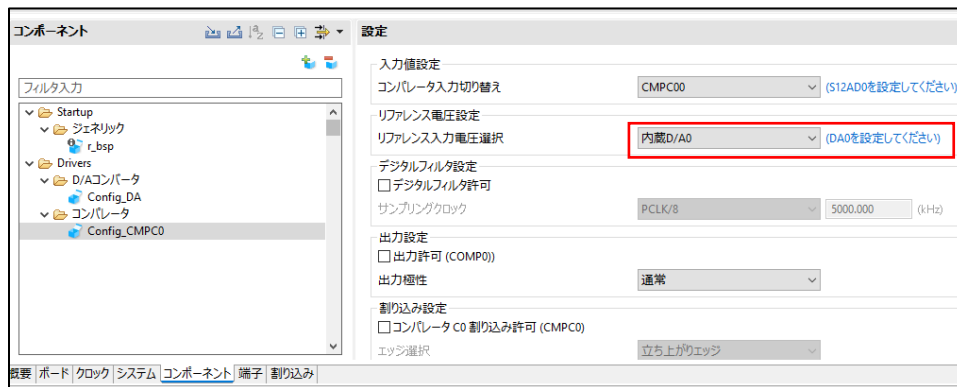 コンポーネント
設定
フィルタ入力
Startup
ジェネリック
r_bsp
Drivers
D/Aコンバータ
Config_DA
コンパレータ
Config_CMPC0
入力値設定
コンパレータ入力切り替え CMPC00 (S12AD0を設定してください)
リファレンス電圧設定
リファレンス入力電圧選択 内蔵D/A0 (DA0を設定してください)
デジタルフィルタ設定
デジタルフィルタ許可
サンプリングクロック PCLK/8 5000.000 (kHz)
出力設定
出力許可 (COMP0))
出力極性 通常
割り込み設定
コンパレータ C0 割り込み許可 (CMPC0)
エッジ選択 立ち上がりエッジ
概要 ボード クロック システム コンポーネント 端子 割り込み